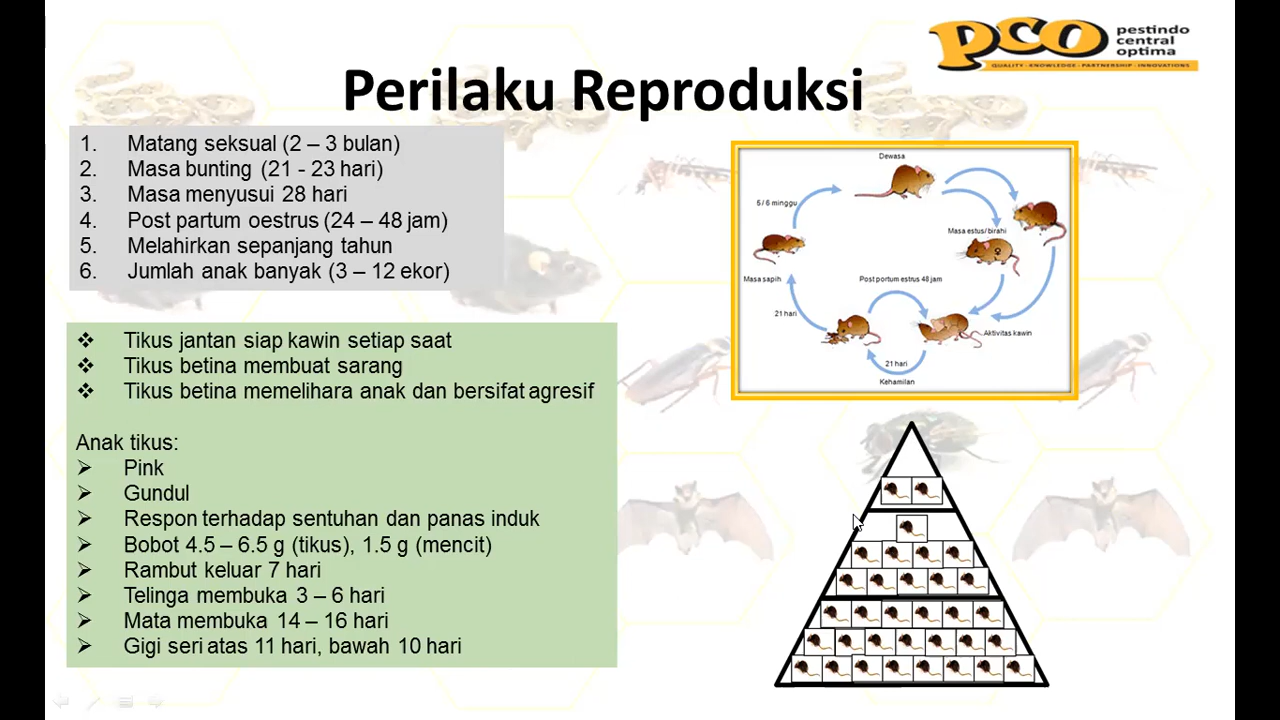 pco pestindo
central
optima
QUALITY - KNOWLEDGE - PARTNERSHIP - INNOVATIONS
Perilaku Reproduksi
1. Matang seksual (2 – 3 bulan)
2. Masa bunting (21 - 23 hari)
3. Masa menyusui 28 hari
4. Post partum oestrus (24 – 48 jam)
5. Melahirkan sepanjang tahun
6. Jumlah anak banyak (3 – 12 ekor)
Tikus jantan siap kawin setiap saat
Tikus betina membuat sarang
Tikus betina memelihara anak dan bersifat agresif
Anak tikus:
Pink
Gundul
Respon terhadap sentuhan dan panas induk
Bobot 4.5 – 6.5 g (tikus), 1.5 g (mencit)
Rambut keluar 7 hari
Telinga membuka 3 – 6 hari
Mata membuka 14 – 16 hari
Gigi seri atas 11 hari, bawah 10 hari
Dewasa
5/ 6 minggu
Masa estus/ birahi
Masa sapih
Post portum estrus 48 jam
21 hari
Aktivitas kawin
21 hari
Kehamilan